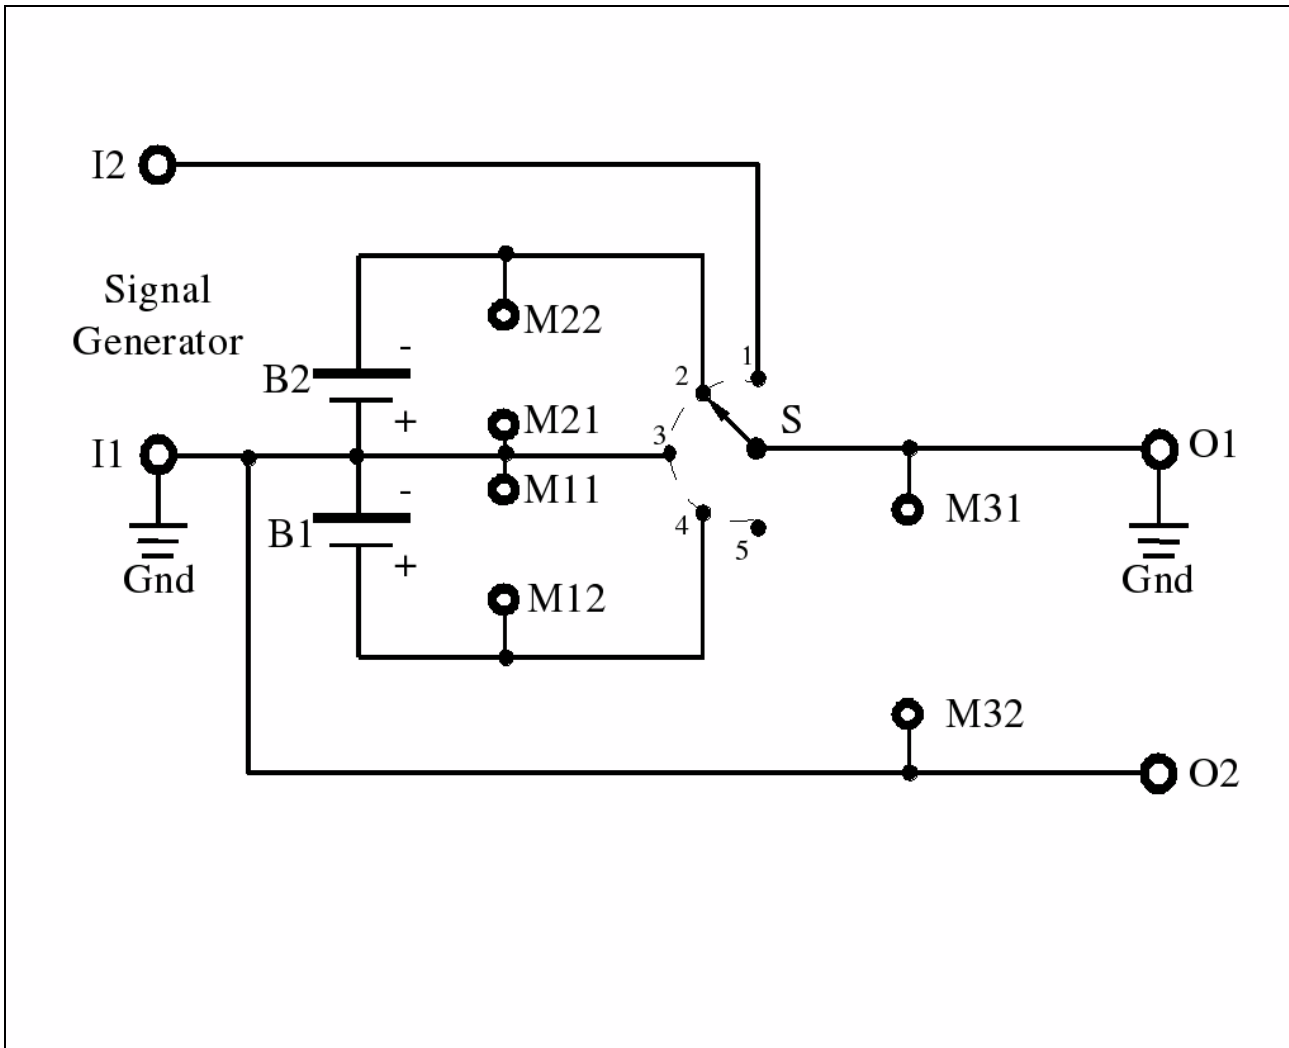 I2
Signal
Generator
-
M22
B2
+
M21
1
2
S
3
I1
O1
-
M11
M31
B1
4
5
+
Gnd
Gnd
M12
M32
O2